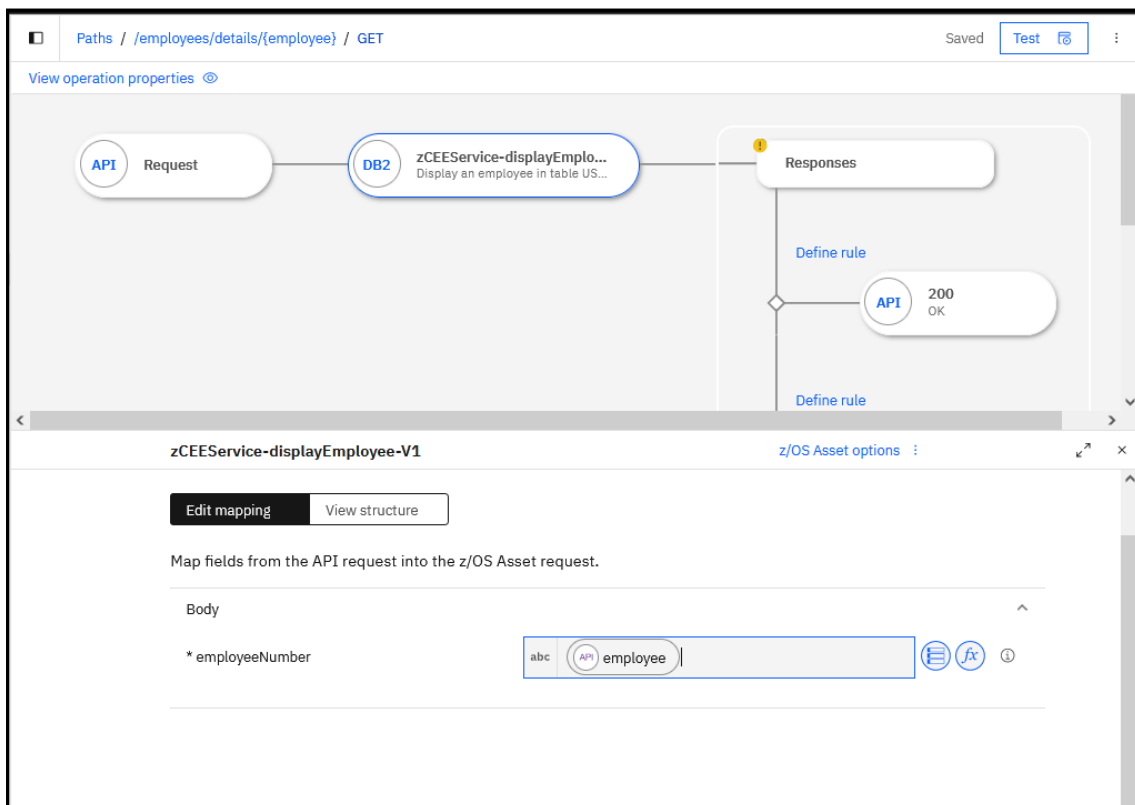 Paths / /employees/details/{employee} / GET
Saved
Test
View operation properties
API Request
DB2 zCEEService-displayEmplo...
Display an employee in table US...
Responses
Define rule
API 200
OK
Define rule
zCEEService-displayEmployee-V1
z/OS Asset options
Edit mapping
View structure
Map fields from the API request into the z/OS Asset request.
Body
* employeeNumber
abc API employee
fx